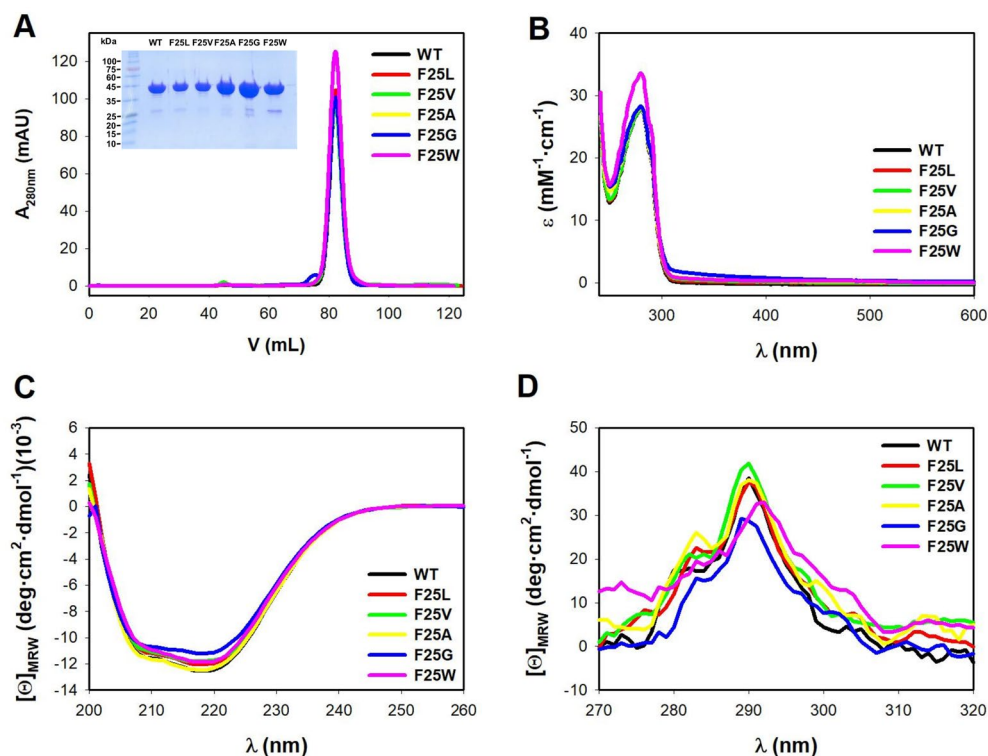 A
A280nm (mAU)
120
100
80
60
40
20
0
kDa
WT F25L F25V F25A F25G F25W
100
75
60
45
35
25
20
15
10
WT
F25L
F25V
F25A
F25G
F25W
0 20 40 60 80 100 120
V (mL)
B
ε (mM-1·cm-1)
40
30
20
10
0
WT
F25L
F25V
F25A
F25G
F25W
300 400 500 600
λ (nm)
C
[Θ]MRW (deg·cm2·dmol-1)(10-3)
6
4
2
0
-2
-4
-6
-8
-10
-12
-14
WT
F25L
F25V
F25A
F25G
F25W
200 210 220 230 240 250 260
λ (nm)
D
[Θ]MRW (deg·cm2·dmol-1)
50
40
30
20
10
0
-10
WT
F25L
F25V
F25A
F25G
F25W
270 280 290 300 310 320
λ (nm)